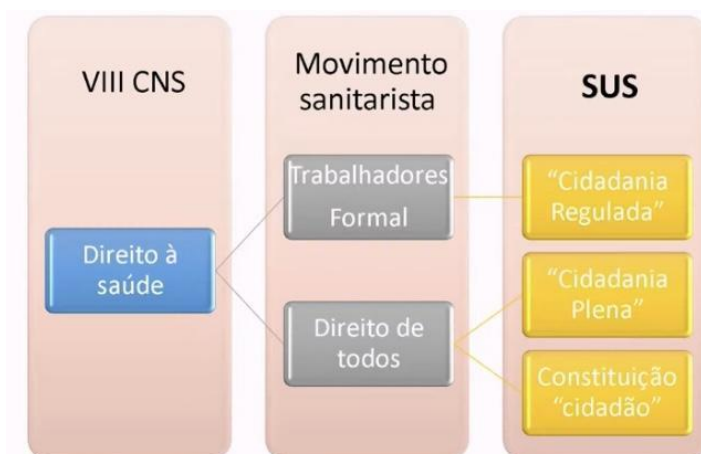 VIII CNS
Direito à
saúde
Movimento
sanitarista
Trabalhadores
Formal
Direito de
todos
SUS
“Cidadania
Regulada”
“Cidadania
Plena”
Constituição
“cidadão”